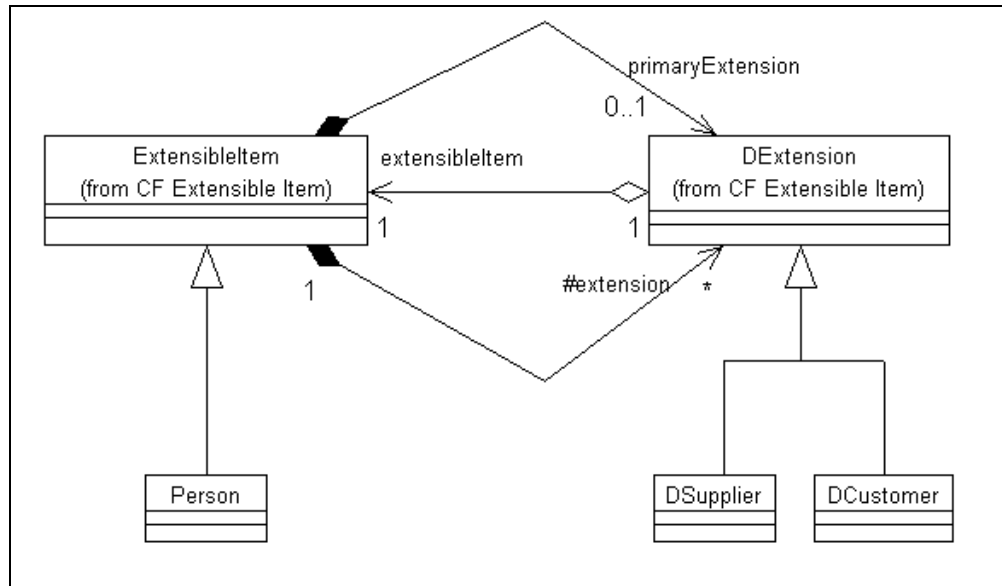 primaryExtension
0..1
ExtensibleItem
(from CF Extensible Item)
extensibleItem
DExtension
(from CF Extensible Item)
1
1
1
#extension
*
Person
DSupplier
DCustomer